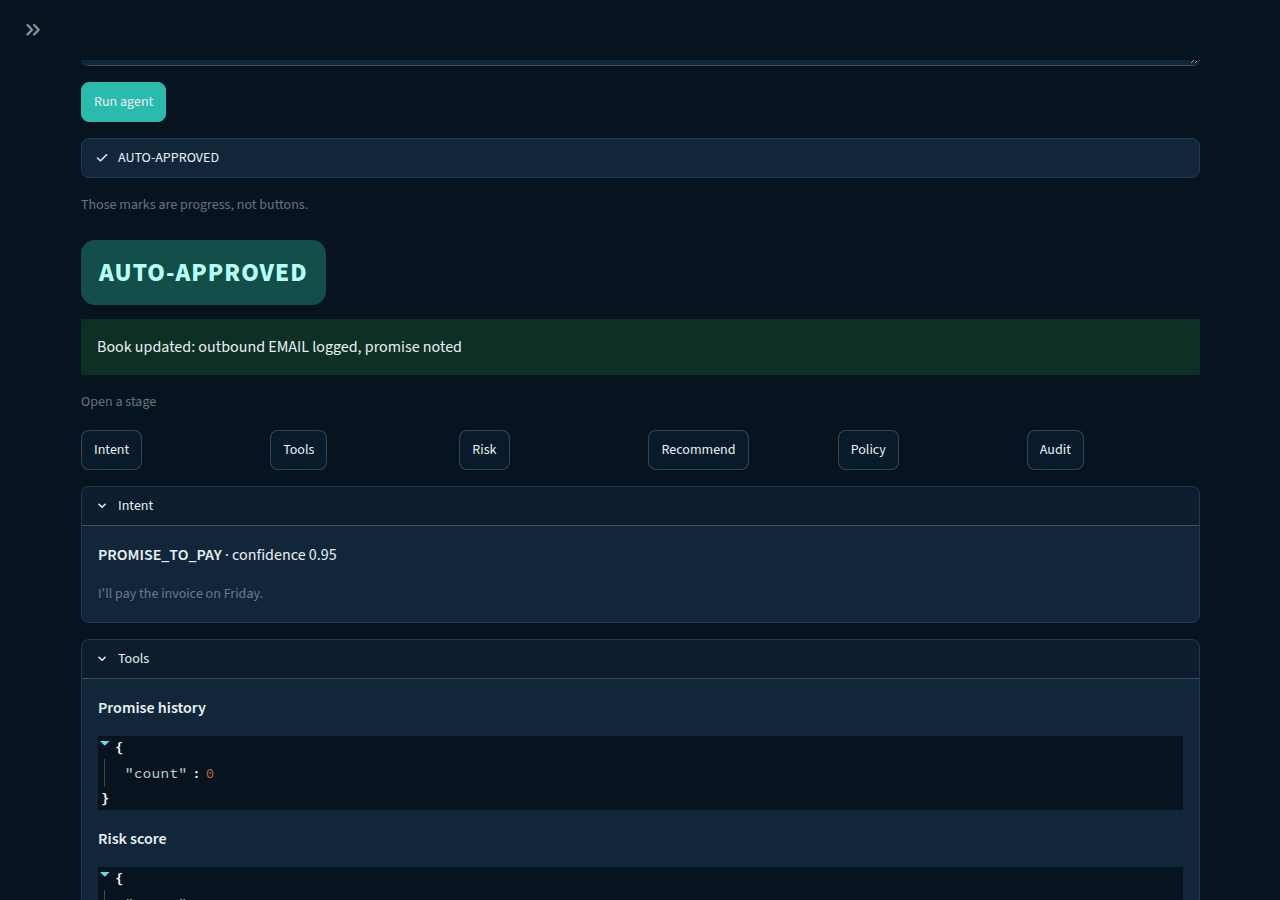 Run agent
AUTO-APPROVED
Those marks are progress, not buttons.
AUTO-APPROVED
Book updated: outbound EMAIL logged, promise noted
Open a stage
Intent Tools Risk Recommend Policy Audit
Intent
PROMISE_TO_PAY · confidence 0.95
I'll pay the invoice on Friday.
Tools
Promise history
{
"count" : 0
}
Risk score
{